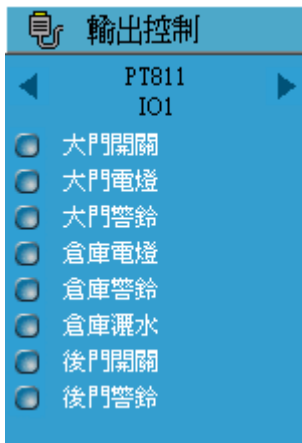 輸出控制
PT811
IO1
大門開關
大門電燈
大門警鈴
倉庫電燈
倉庫警鈴
倉庫灑水
後門開關
後門警鈴